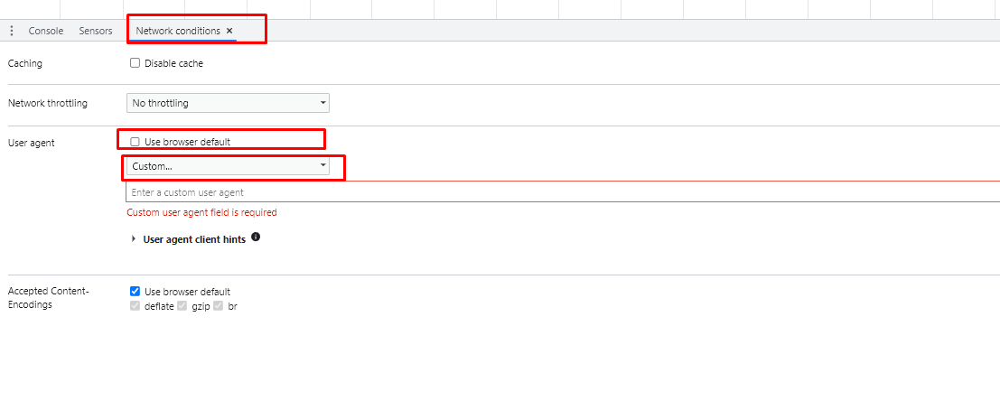 Console Sensors Network conditions ×
Caching Disable cache
Network throttling No throttling
User agent Use browser default
Custom...
Enter a custom user agent
Custom user agent field is required
User agent client hints
Accepted Content-
Encodings
Use browser default
deflate gzip br